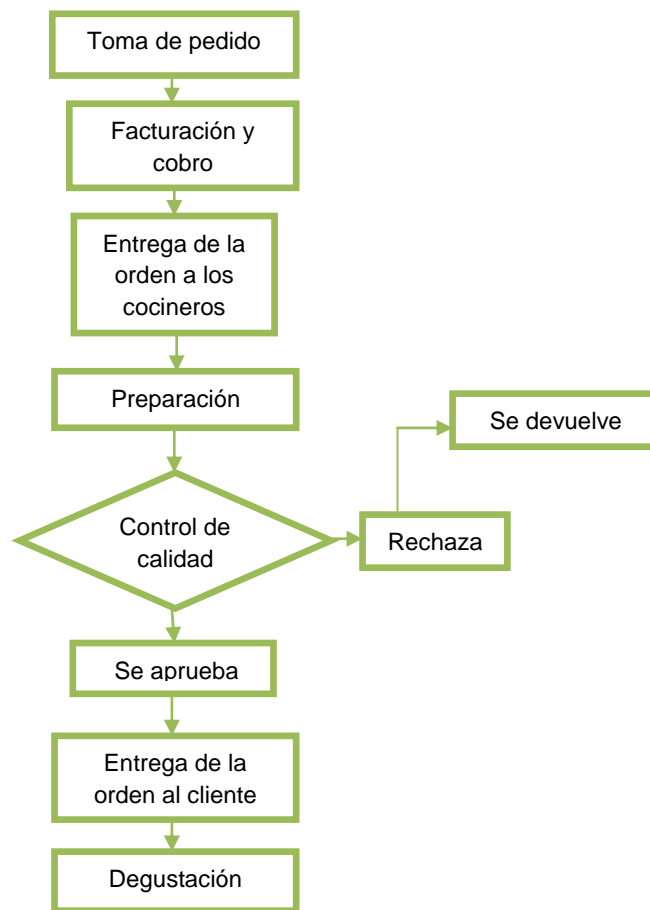 Toma de pedido
Facturación y
cobro
Entrega de la
orden a los
cocineros
Preparación
Se devuelve
Control de
calidad
Rechaza
Se aprueba
Entrega de la
orden al cliente
Degustación